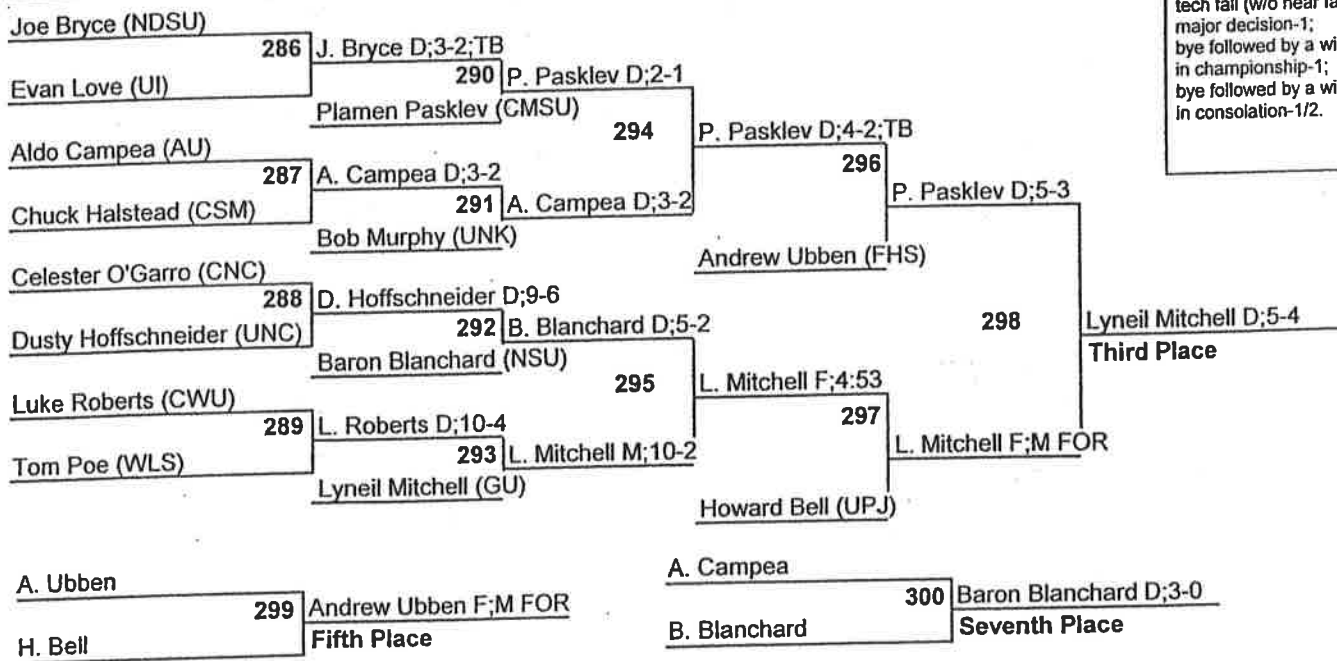 Joe Bryce (NDSU)
286
J. Bryce D;3-2;TB
Evan Love (UI)
290
P. Pasklev D;2-1
Plamen Pasklev (CMSU)
294
P. Pasklev D;4-2;TB
Aldo Campea (AU)
287
A. Campea D;3-2
Chuck Halstead (CSM)
291
A. Campea D;3-2
Bob Murphy (UNK)
296
P. Pasklev D;5-3
Andrew Ubben (FHS)
Celester O'Garro (CNC)
288
D. Hoffschneider D;9-6
Dusty Hoffschneider (UNC)
292
B. Blanchard D;5-2
Baron Blanchard (NSU)
298
Lyneil Mitchell D;5-4
Third Place
295
L. Mitchell F;4:53
Luke Roberts (CWU)
289
L. Roberts D;10-4
Tom Poe (WLS)
293
L. Mitchell M;10-2
Lyneil Mitchell (GU)
297
L. Mitchell F;M FOR
Howard Bell (UPJ)
A. Ubben
299
Andrew Ubben F;M FOR
H. Bell
Fifth Place
A. Campea
300
Baron Blanchard D;3-0
B. Blanchard
Seventh Place
tech fall (w/o near
major decision-1;
bye followed by a
in championship-1;
bye followed by a
in consolation-1/2.